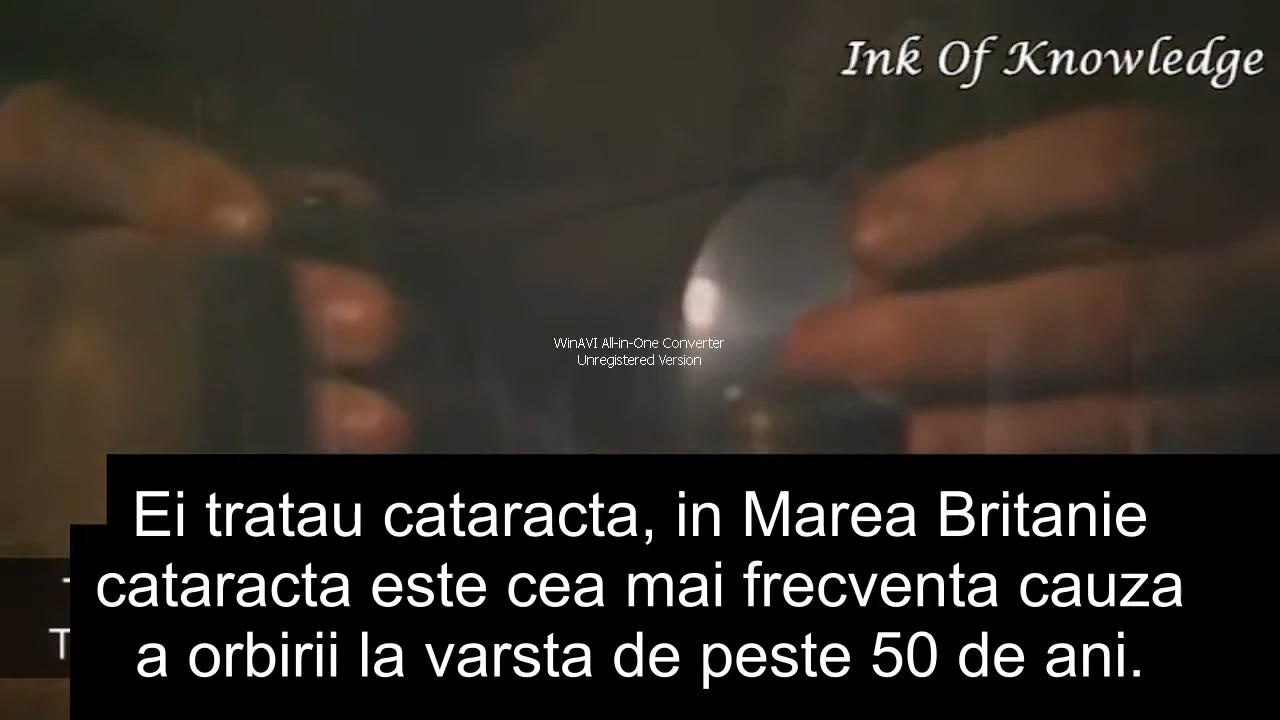 Ink Of Knowledge
WinAVI All-in-One Converter
Unregistered Version
Ei tratau cataracta, in Marea Britanie
cataracta este cea mai frecventa cauza
a orbirii la varsta de peste 50 de ani.